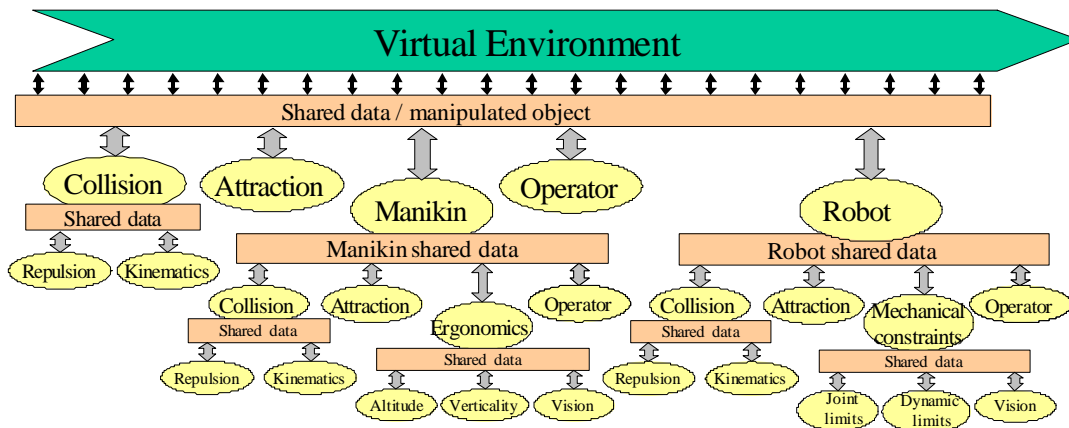 Virtual Environment
Shared data / manipulated object
Collision
Attraction
Manikin
Operator
Robot
Shared data
Repulsion
Kinematics
Manikin shared data
Robot shared data
Collision
Attraction
Ergonomics
Operator
Collision
Attraction
Mechanical
constraints
Operator
Shared data
Repulsion
Kinematics
Shared data
Altitude
Verticality
Vision
Shared data
Repulsion
Kinematics
Shared data
Joint
limits
Dynamic
limits
Vision